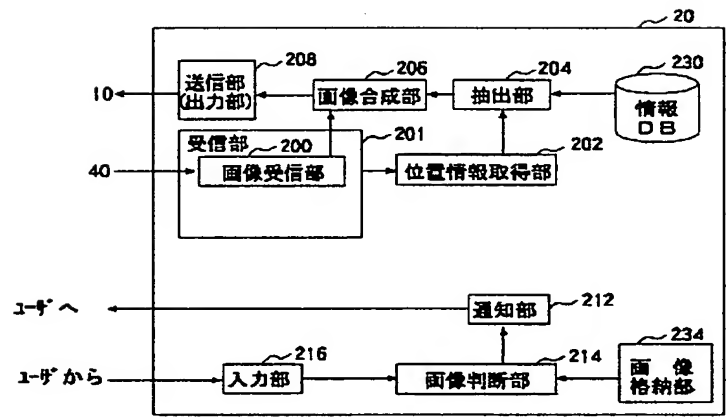 20
208
206
204
230
送信部
(出力部)
10
画像合成部
抽出部
情報
DB
受信部
200
201
202
40
画像受信部
位置情報取得部
ユーザへ
通知部
212
234
216
214
ユーザから
入力部
画像判断部
画像
格納部